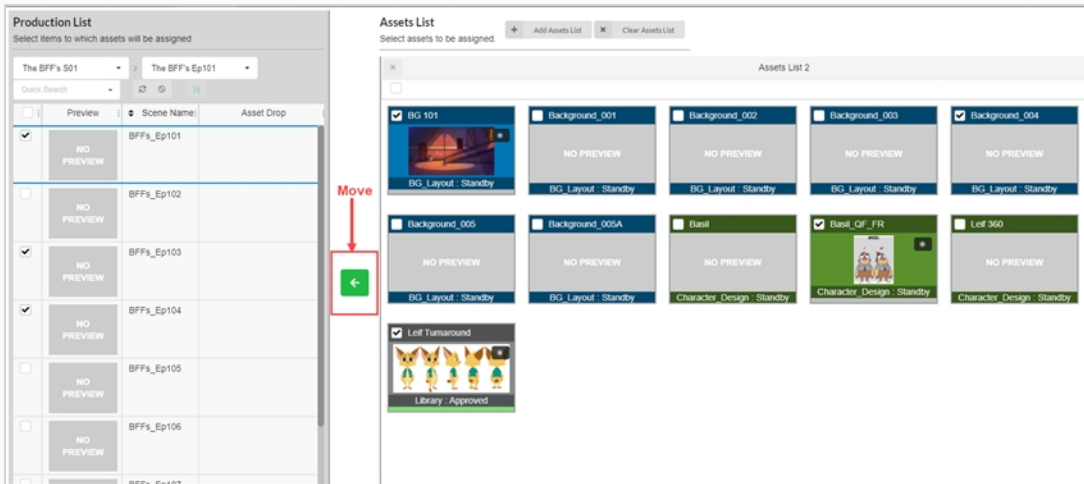 Production List
Select items to which assets will be assigned
The BFF's S01
The BFF's Ep101
Quick Search
Preview
Scene Name
Asset Drop
NO PREVIEW
BFFs_Ep101
NO PREVIEW
BFFs_Ep102
NO PREVIEW
BFFs_Ep103
NO PREVIEW
BFFs_Ep104
NO PREVIEW
BFFs_Ep105
NO PREVIEW
BFFs_Ep106
BFFs_Ep107
Move
Assets List
Select assets to be assigned.
Add Assets List
Clear Assets List
Assets List 2
BG 101
BG_Layout : Standby
Background_001
NO PREVIEW
BG_Layout : Standby
Background_002
NO PREVIEW
BG_Layout : Standby
Background_003
NO PREVIEW
BG_Layout : Standby
Background_004
NO PREVIEW
BG_Layout : Standby
Background_005
NO PREVIEW
BG_Layout : Standby
Background_005A
NO PREVIEW
BG_Layout : Standby
Basil
NO PREVIEW
Character_Design : Standby
Basil_QF_FR
Character_Design : Standby
Leif 360
NO PREVIEW
Character_Design : Standby
Leif Turnaround
Library : Approved